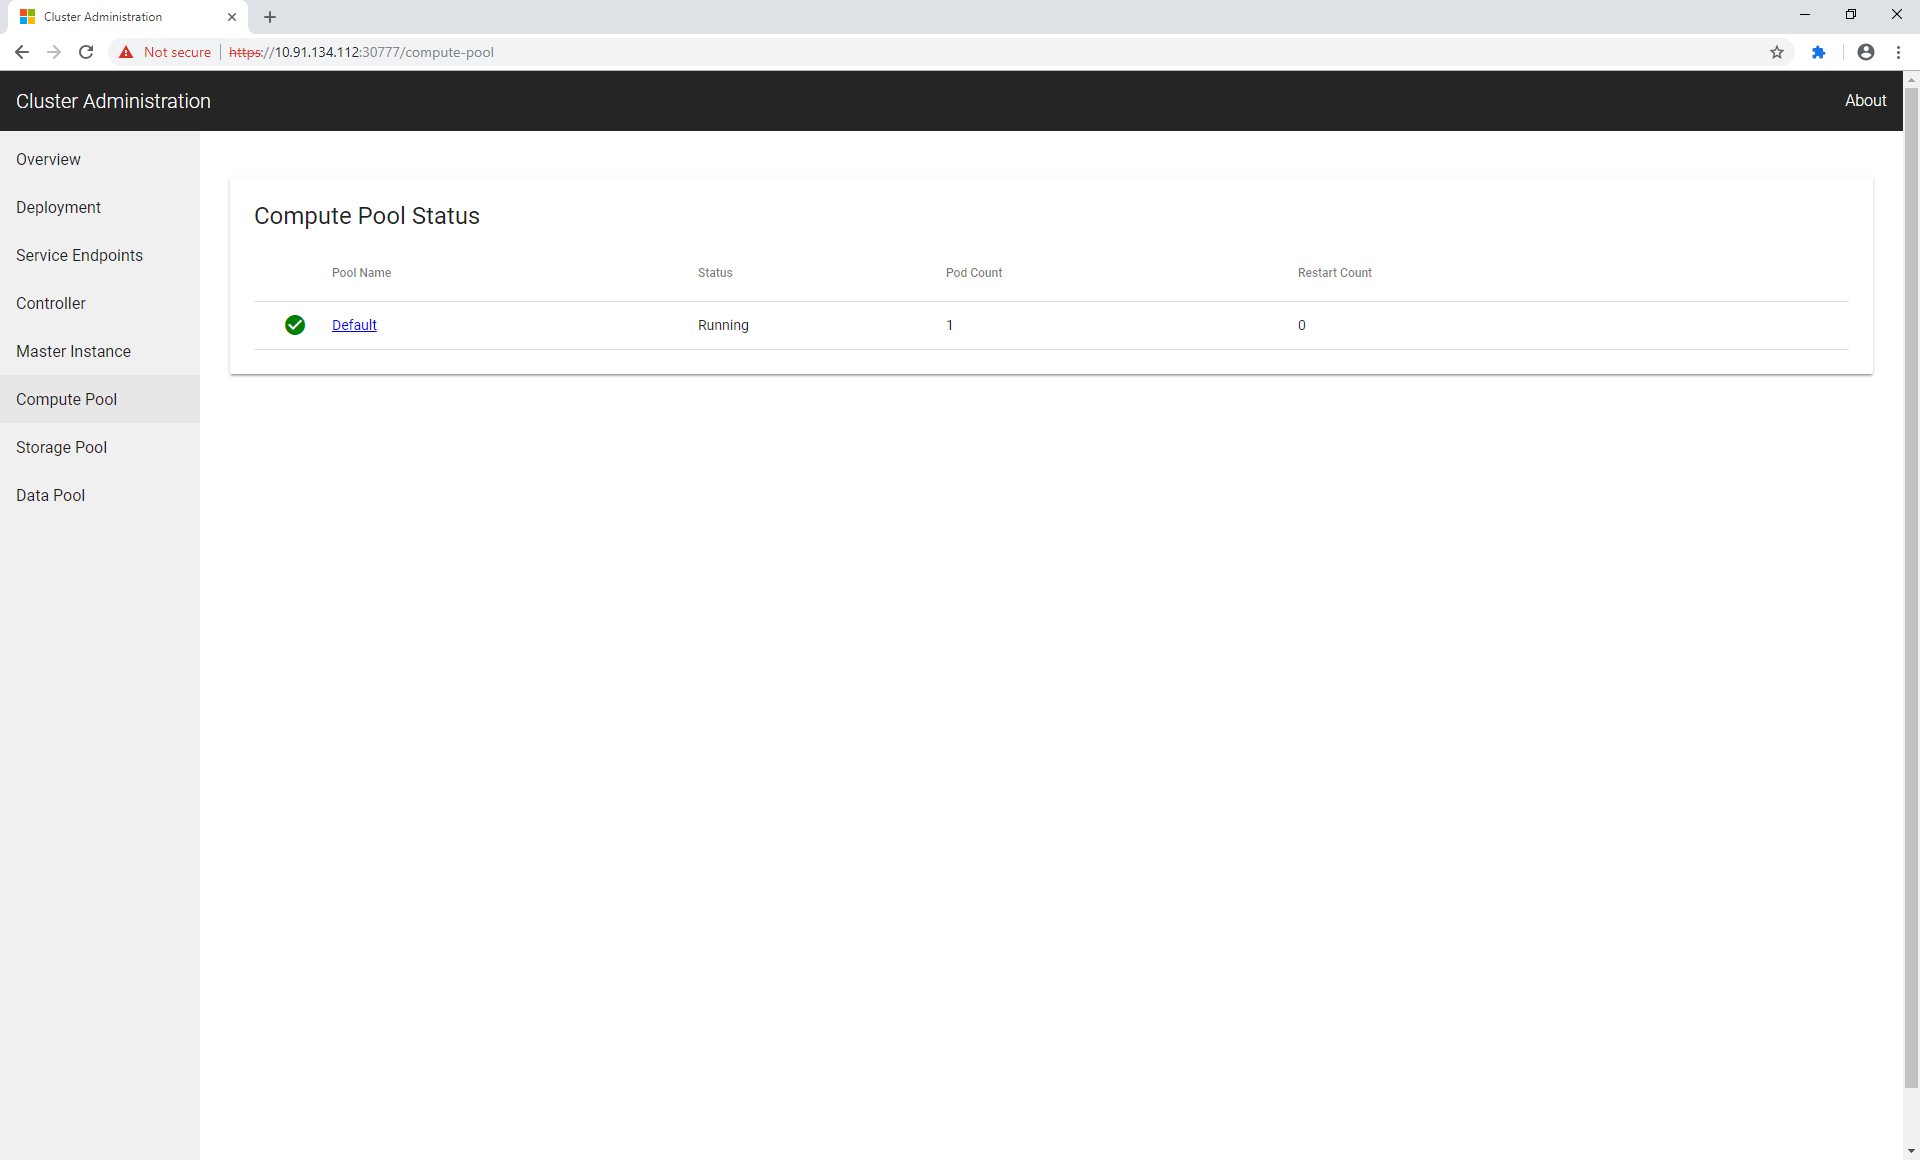 Cluster Administration
Not secure https://10.91.134.112:30777/compute-pool
Cluster Administration About
Overview
Deployment
Service Endpoints
Controller
Master Instance
Compute Pool
Storage Pool
Data Pool
Compute Pool Status
Pool Name Status Pod Count Restart Count
Default Running 1 0